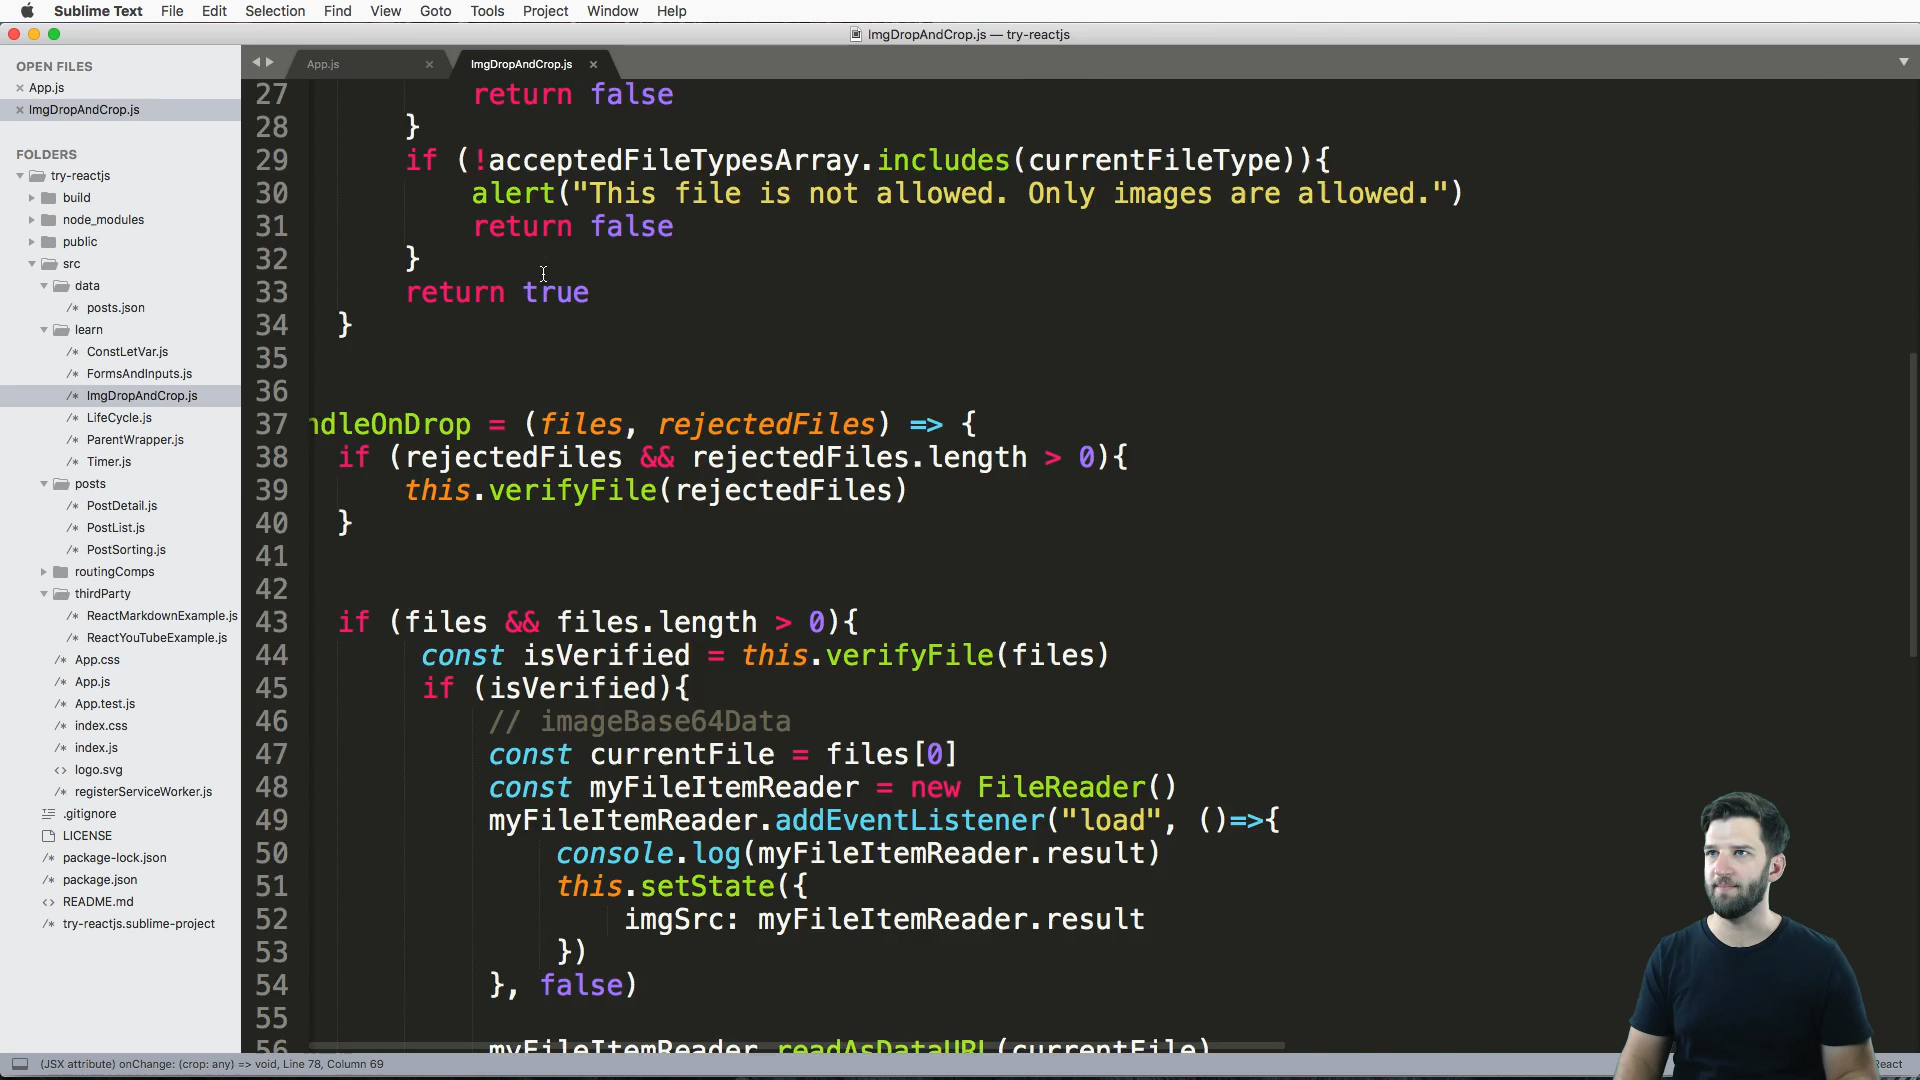 Sublime Text File Edit Selection Find View Goto Tools Project Window Help
ImgDropAndCrop.js — try-reactjs
OPEN FILES
App.js
ImgDropAndCrop.js
FOLDERS
try-reactjs
build
node_modules
public
src
data
posts.json
learn
ConstLetVar.js
FormsAndInputs.js
ImgDropAndCrop.js
LifeCycle.js
ParentWrapper.js
Timer.js
posts
PostDetail.js
PostList.js
PostSorting.js
routingComps
thirdParty
ReactMarkdownExample.js
ReactYouTubeExample.js
App.css
App.js
App.test.js
index.css
index.js
logo.svg
registerServiceWorker.js
.gitignore
LICENSE
package-lock.json
package.json
README.md
try-reactjs.sublime-project
App.js ImgDropAndCrop.js
27 return false
28 }
29 if (!acceptedFileTypesArray.includes(currentFileType)){
30 alert("This file is not allowed. Only images are allowed.")
31 return false
32 }
33 return true
34 }
35
36
37 ndleOnDrop = (files, rejectedFiles) => {
38 if (rejectedFiles && rejectedFiles.length > 0){
39 this.verifyFile(rejectedFiles)
40 }
41
42
43 if (files && files.length > 0){
44 const isVerified = this.verifyFile(files)
45 if (isVerified){
46 // imageBase64Data
47 const currentFile = files[0]
48 const myFileItemReader = new FileReader()
49 myFileItemReader.addEventListener("load", ()=>{
50 console.log(myFileItemReader.result)
51 this.setState({
52 imgSrc: myFileItemReader.result
53 })
54 }, false)
55
56 myFileItemReader.readAsDataURL(currentFile)
(JSX attribute) onChange: (crop: any) => void, Line 78, Column 69
React